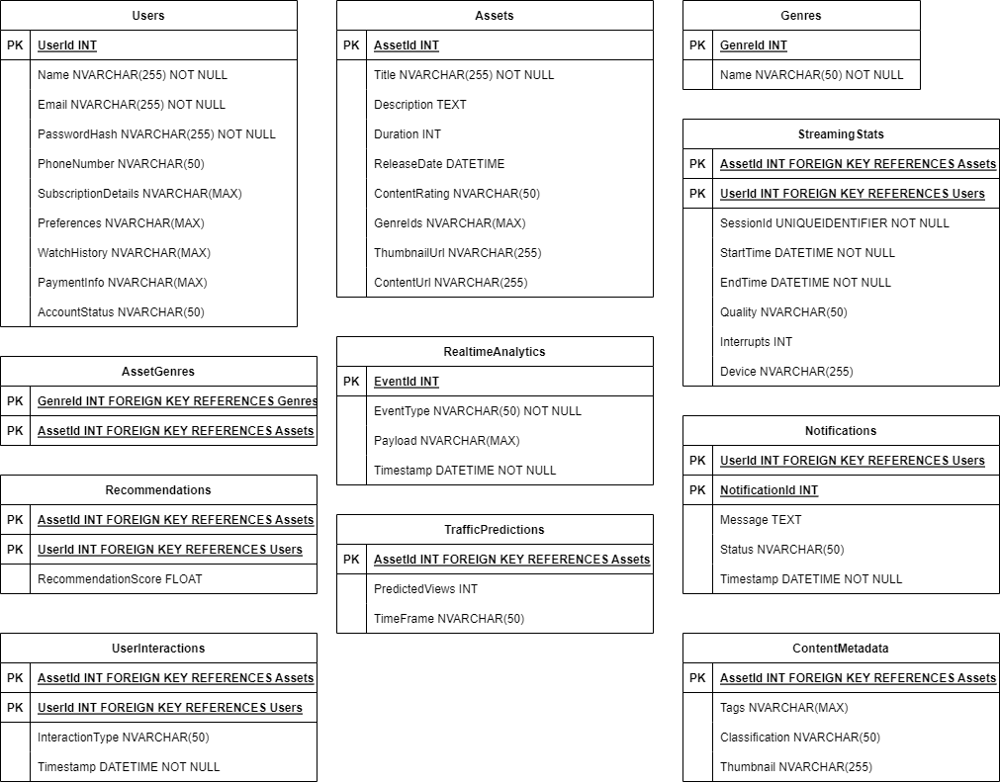 Users
PK UserId INT
Name NVARCHAR(255) NOT NULL
Email NVARCHAR(255) NOT NULL
PasswordHash NVARCHAR(255) NOT NULL
PhoneNumber NVARCHAR(50)
SubscriptionDetails NVARCHAR(MAX)
Preferences NVARCHAR(MAX)
WatchHistory NVARCHAR(MAX)
PaymentInfo NVARCHAR(MAX)
AccountStatus NVARCHAR(50)
AssetGenres
PK GenreId INT FOREIGN KEY REFERENCES Genres
PK AssetId INT FOREIGN KEY REFERENCES Assets
Recommendations
PK AssetId INT FOREIGN KEY REFERENCES Assets
PK UserId INT FOREIGN KEY REFERENCES Users
RecommendationScore FLOAT
UserInteractions
PK AssetId INT FOREIGN KEY REFERENCES Assets
PK UserId INT FOREIGN KEY REFERENCES Users
InteractionType NVARCHAR(50)
Timestamp DATETIME NOT NULL
Assets
PK AssetId INT
Title NVARCHAR(255) NOT NULL
Description TEXT
Duration INT
ReleaseDate DATETIME
ContentRating NVARCHAR(50)
GenreIds NVARCHAR(MAX)
ThumbnailUrl NVARCHAR(255)
ContentUrl NVARCHAR(255)
RealtimeAnalytics
PK EventId INT
EventType NVARCHAR(50) NOT NULL
Payload NVARCHAR(MAX)
Timestamp DATETIME NOT NULL
TrafficPredictions
PK AssetId INT FOREIGN KEY REFERENCES Assets
PredictedViews INT
TimeFrame NVARCHAR(50)
Genres
PK GenreId INT
Name NVARCHAR(50) NOT NULL
StreamingStats
PK AssetId INT FOREIGN KEY REFERENCES Assets
PK UserId INT FOREIGN KEY REFERENCES Users
SessionId UNIQUEIDENTIFIER NOT NULL
StartTime DATETIME NOT NULL
EndTime DATETIME NOT NULL
Quality NVARCHAR(50)
Interrupts INT
Device NVARCHAR(255)
Notifications
PK UserId INT FOREIGN KEY REFERENCES Users
PK NotificationId INT
Message TEXT
Status NVARCHAR(50)
Timestamp DATETIME NOT NULL
ContentMetadata
PK AssetId INT FOREIGN KEY REFERENCES Assets
Tags NVARCHAR(MAX)
Classification NVARCHAR(50)
Thumbnail NVARCHAR(255)